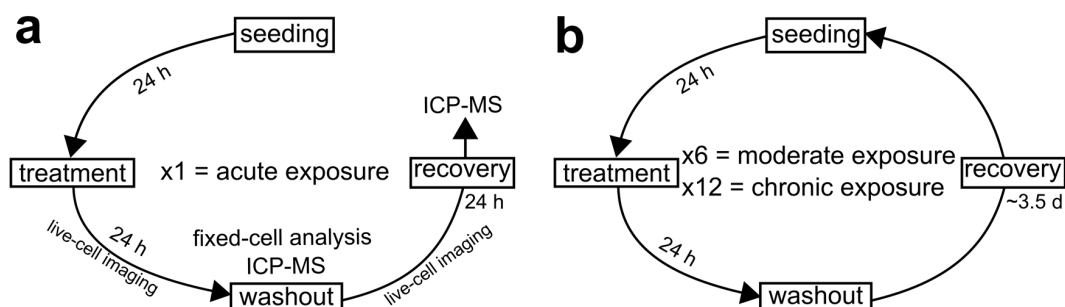 a
seeding
24 h
ICP-MS
treatment
x1 = acute exposure
recovery
24 h
24 h
live-cell imaging
fixed-cell analysis
ICP-MS
live-cell imaging
washout
b
seeding
24 h
treatment
x6 = moderate exposure
x12 = chronic exposure
recovery
~3.5 d
24 h
washout